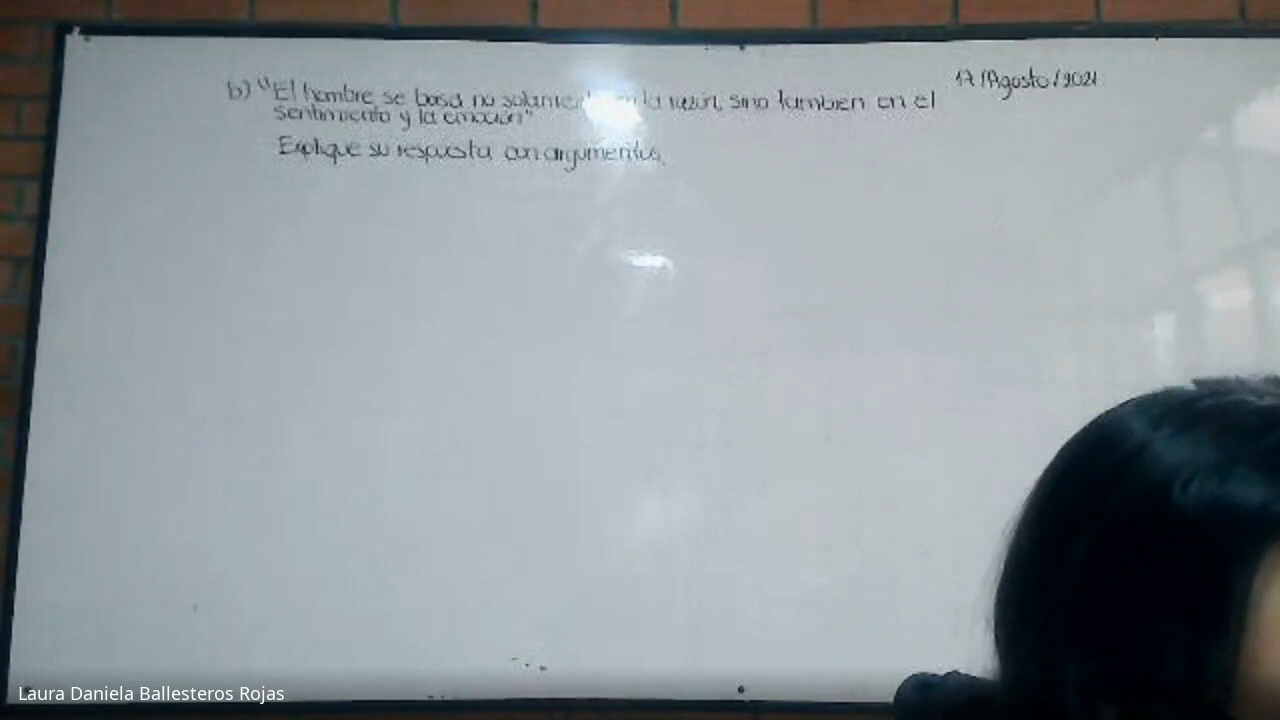 17/Agosto/2021
b) "El hombre se basa no solamente en la razón, sino tambien en el
sentimiento y la emoción"
Explique su respuesta con argumentos.
Laura Daniela Ballesteros Rojas